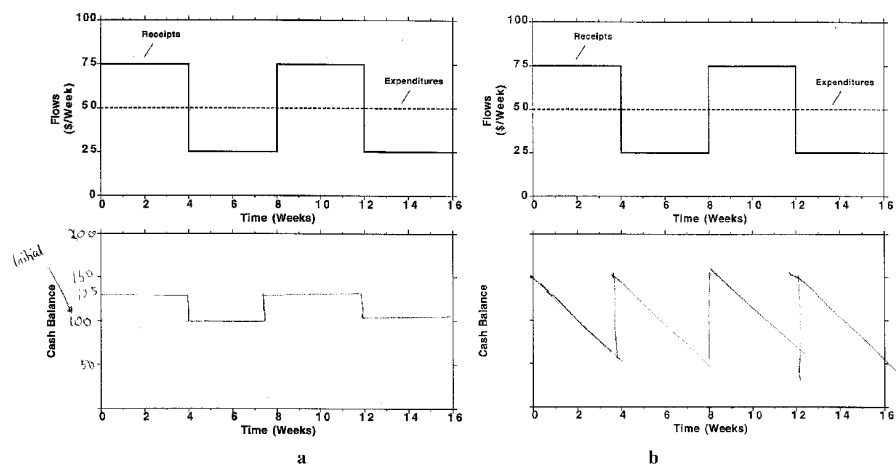 100
Receipts
75
Expenditures
50
25
0
Flows
($/Week)
0 2 4 6 8 10 12 14 16
Time (Weeks)
Initial
200
150
125
100
50
Cash Balance
0 2 4 6 8 10 12 14 16
Time (Weeks)
a
100
Receipts
75
Expenditures
50
25
0
Flows
($/Week)
0 2 4 6 8 10 12 14 16
Time (Weeks)
Cash Balance
0 2 4 6 8 10 12 14 16
Time (Weeks)
b